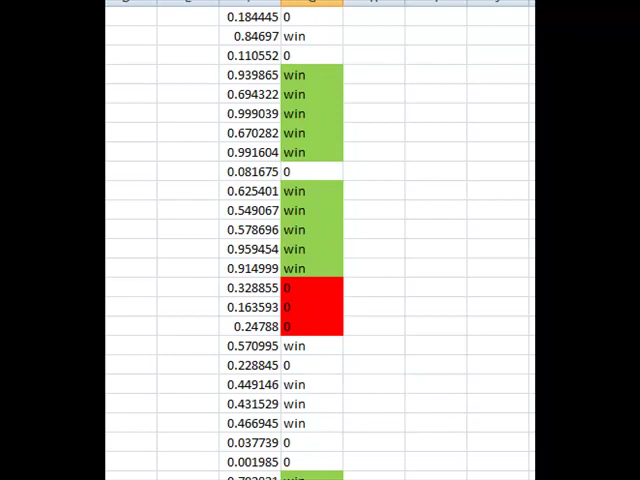 0.184445 0
0.84697 win
0.110552 0
0.939865 win
0.694322 win
0.999039 win
0.670282 win
0.991604 win
0.081675 0
0.625401 win
0.549067 win
0.578696 win
0.959454 win
0.914999 win
0.328855 0
0.163593 0
0.24788 0
0.570995 win
0.228845 0
0.449146 win
0.431529 win
0.466945 win
0.037739 0
0.001985 0
win